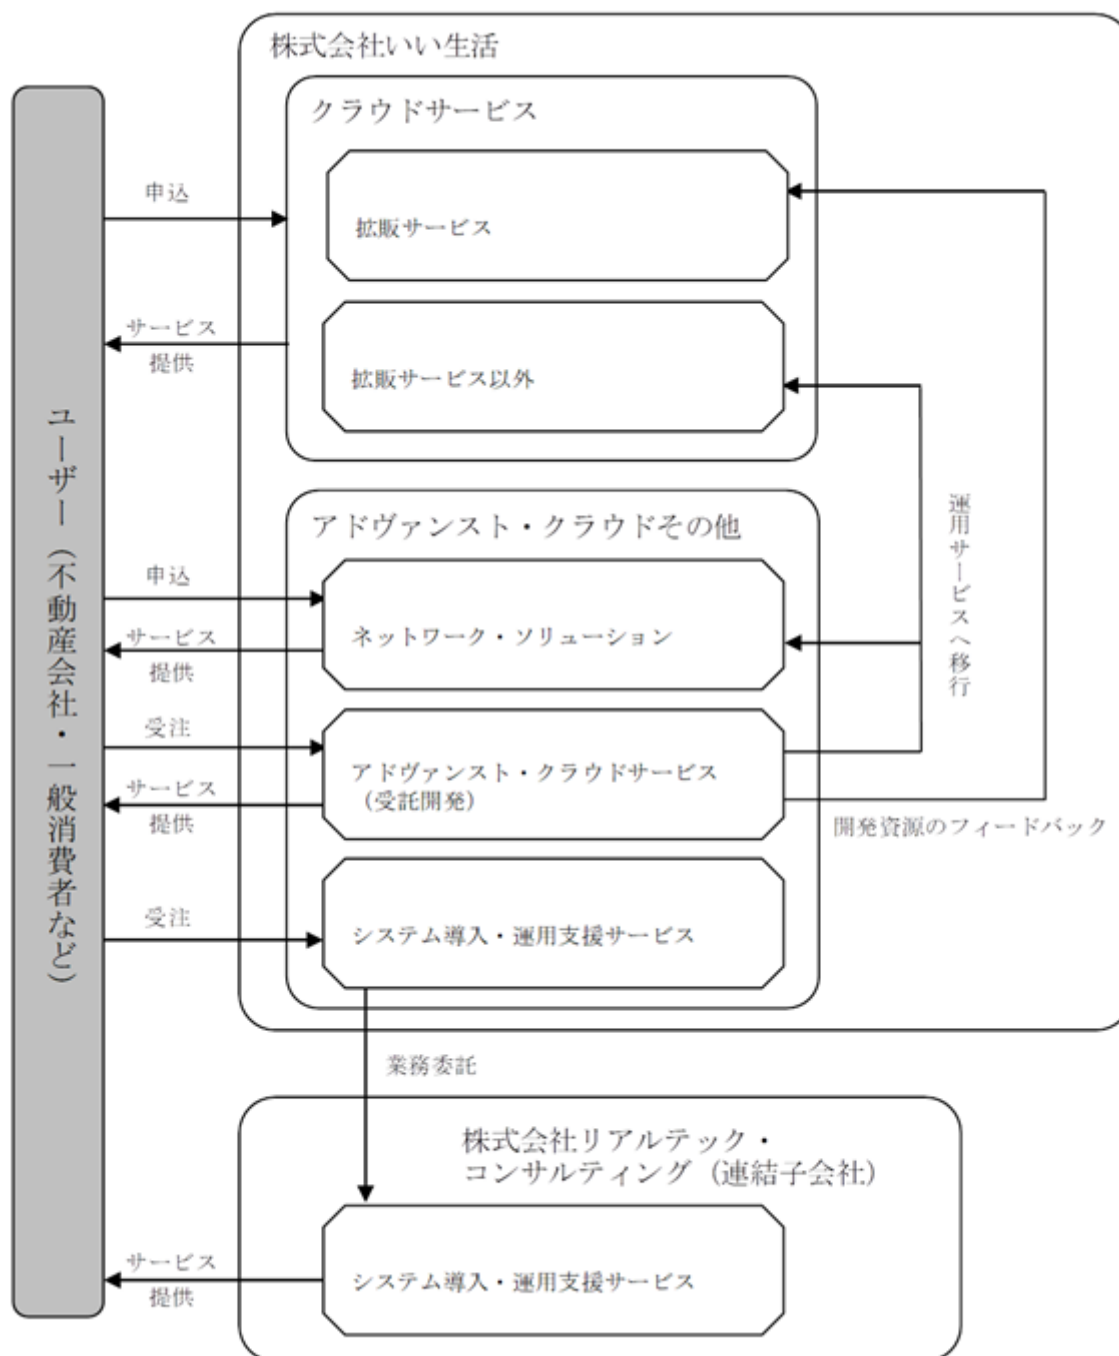 株式会社いい生活
クラウドサービス
申込
拡販サービス
サービス
提供
拡販サービス以外
ユーザー（不動産会社・一般消費者など）
アドヴァンスト・クラウドその他
運用サービスへ移行
申込
ネットワーク・ソリューション
サービス
提供
受注
アドヴァンスト・クラウドサービス
（受託開発）
サービス
提供
開発資源のフィードバック
受注
システム導入・運用支援サービス
業務委託
株式会社リアルテック・
コンサルティング（連結子会社）
サービス
提供
システム導入・運用支援サービス